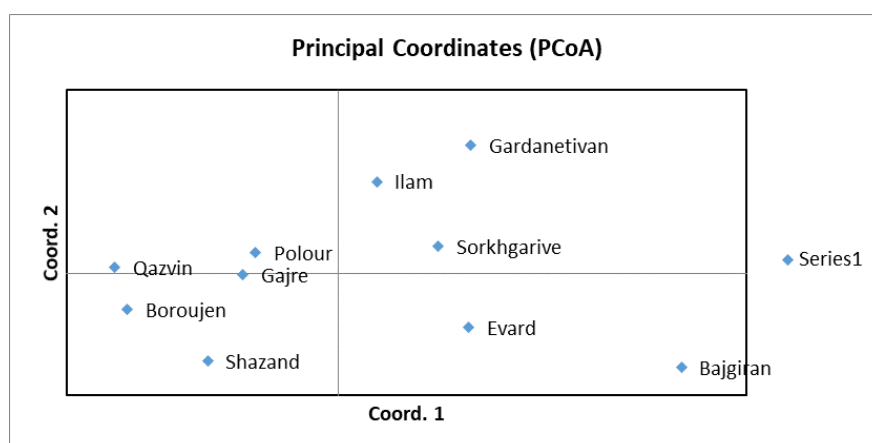 Principal Coordinates (PCoA)
Coord. 2
Gardanetivan
Ilam
Sorkhgarive
Polour
Series1
Qazvin
Gajre
Boroujen
Evard
Shazand
Bajgiran
Coord. 1